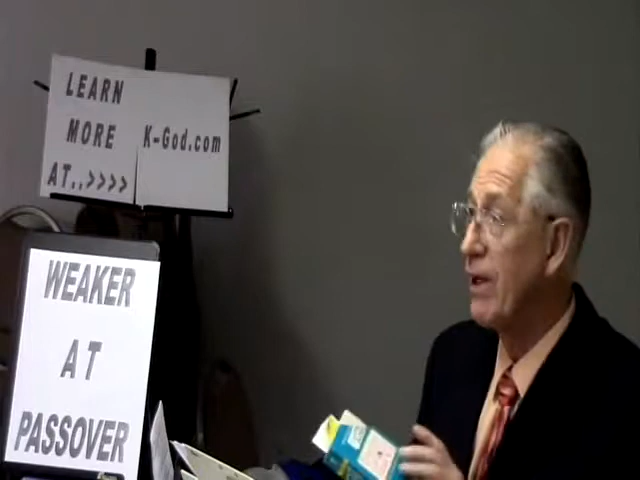 LEARN
MORE
AT..>>>>
K-God.com
WEAKER
AT
PASSOVER